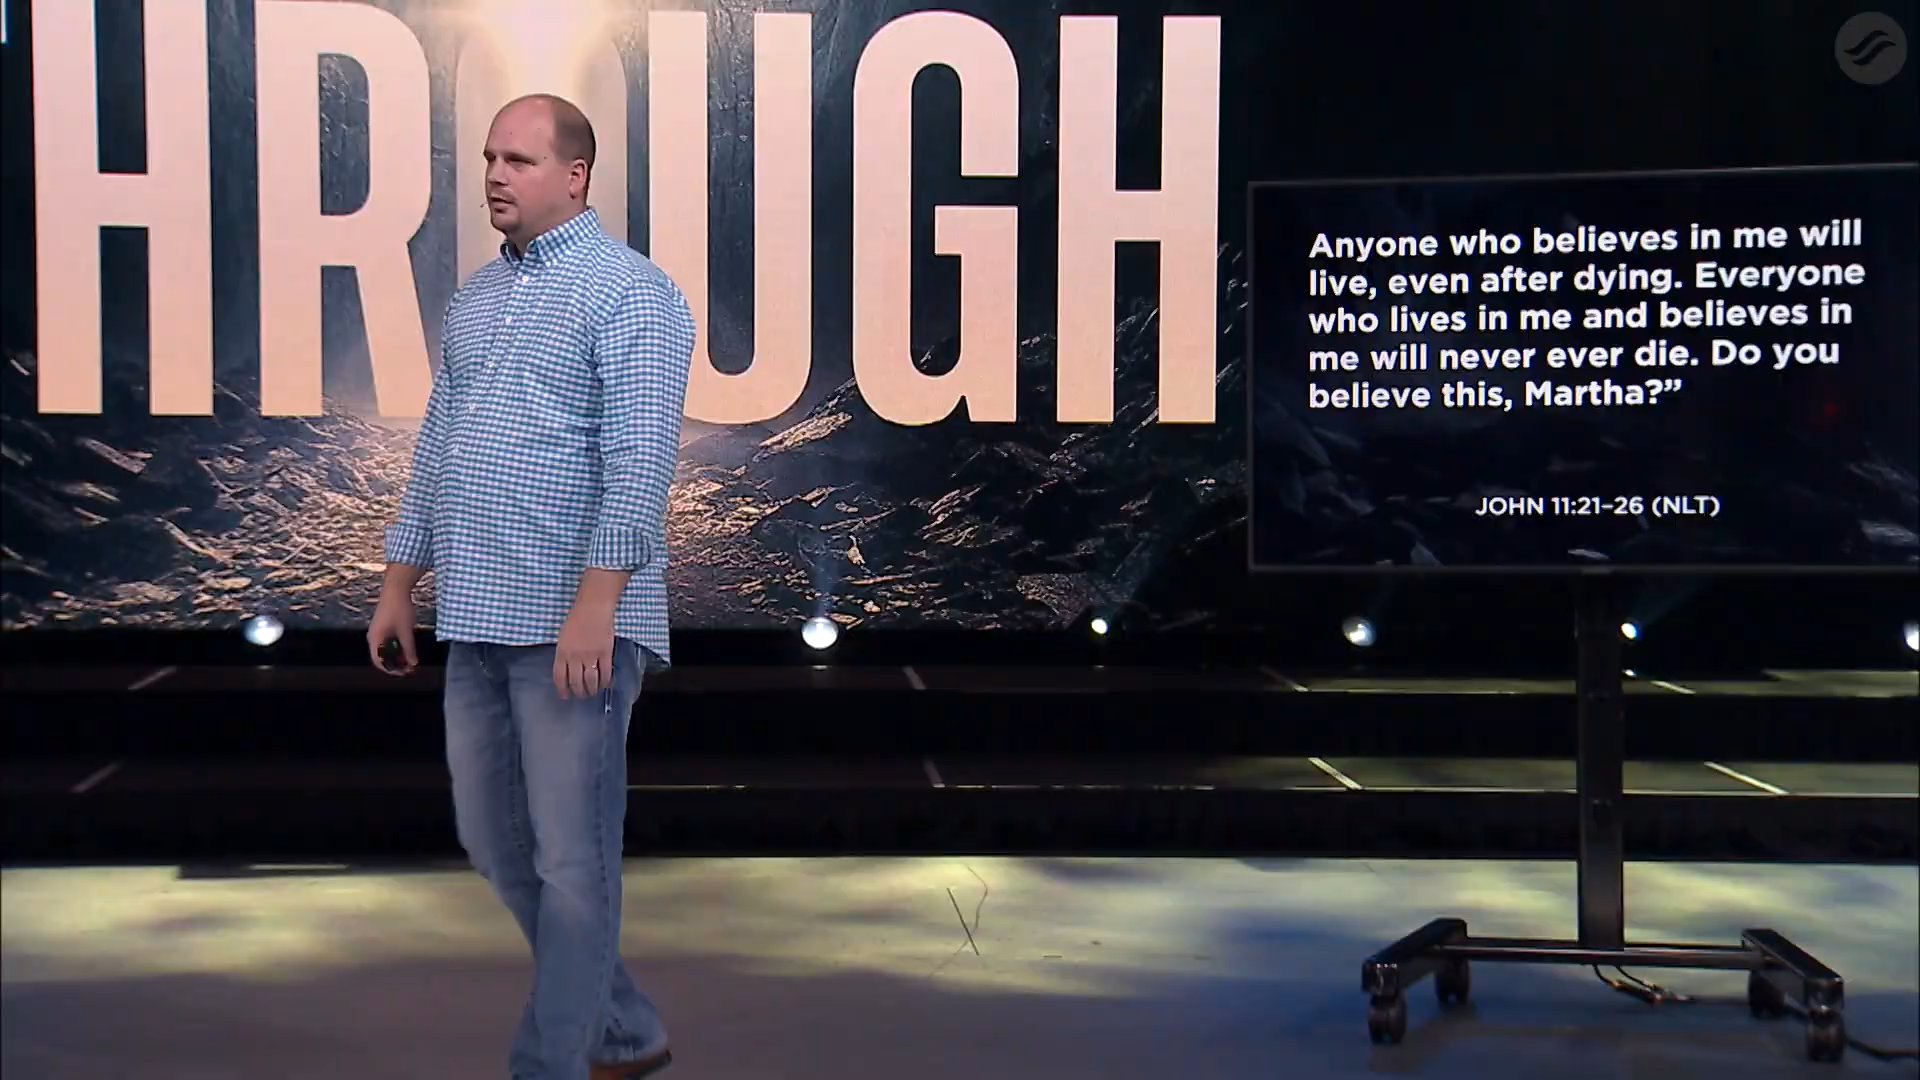 HROUGH
Anyone who believes in me will
live, even after dying. Everyone
who lives in me and believes in
me will never ever die. Do you
believe this, Martha?”
JOHN 11:21–26 (NLT)